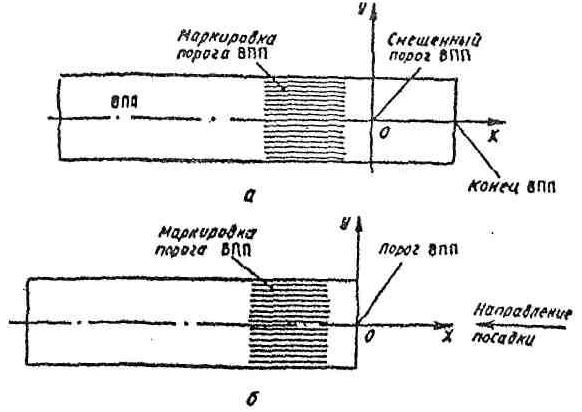 У
Маркировка
порога ВПП
Смещенный
порог ВПП
ВПП
О
X
Конец ВПП
а
У
Маркировка
порога ВПП
Порог ВПП
Направление
посадки
О
X
б